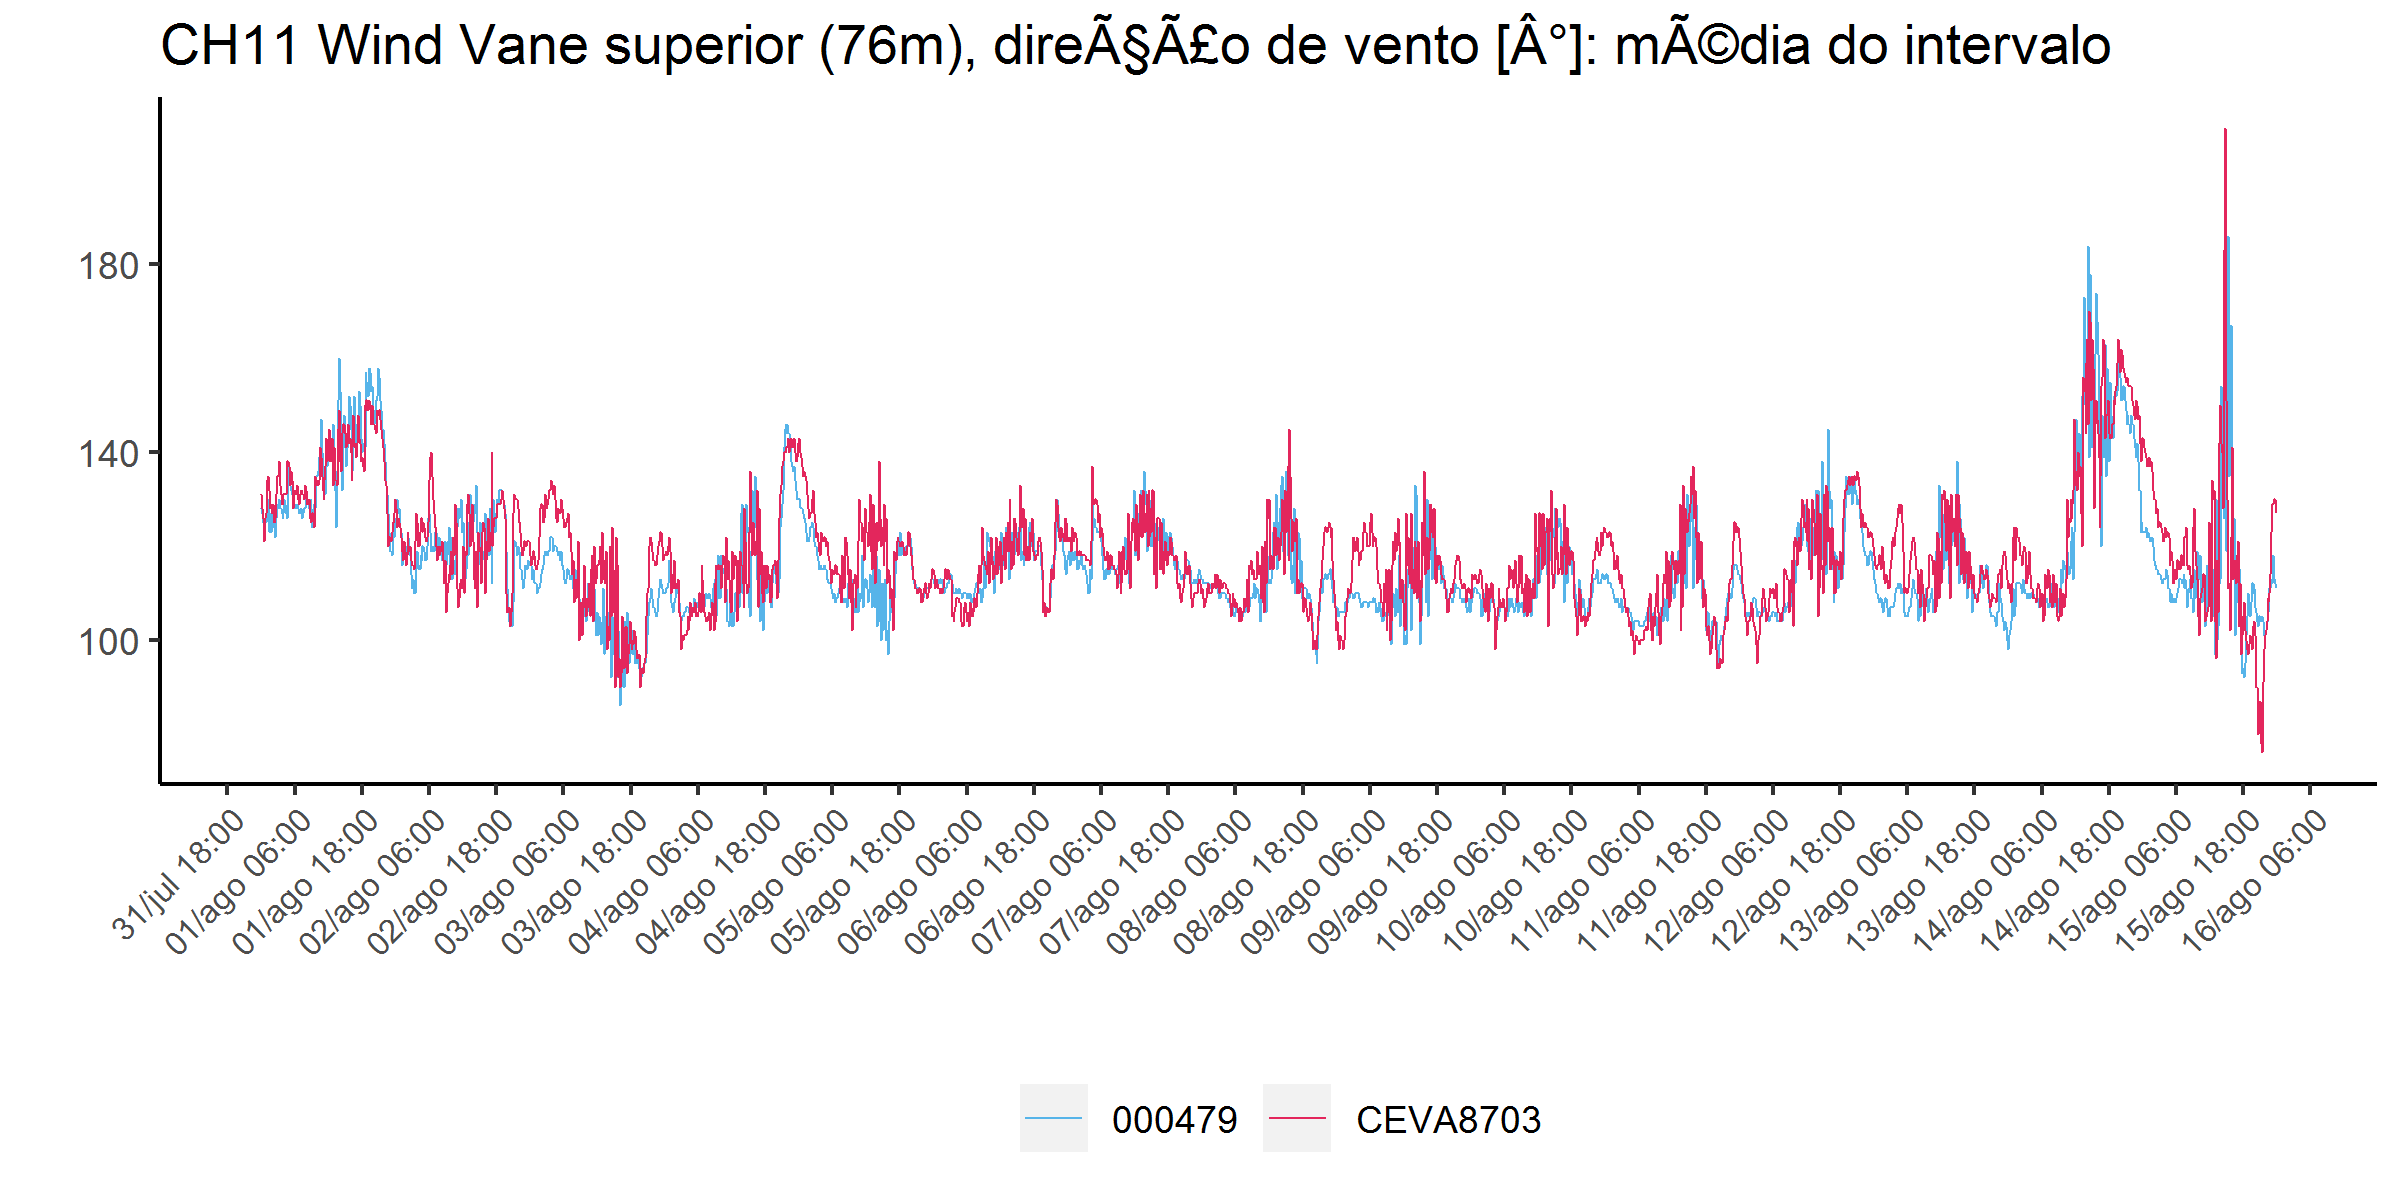 CH11 Wind Vane superior (76m), direÃ§Ã£o de vento [Â°]: mÃ©dia do intervalo
180
140
100
31/jul 18:00
01/ago 06:00
01/ago 18:00
02/ago 06:00
02/ago 18:00
03/ago 06:00
03/ago 18:00
04/ago 06:00
04/ago 18:00
05/ago 06:00
05/ago 18:00
06/ago 06:00
06/ago 18:00
07/ago 06:00
07/ago 18:00
08/ago 06:00
08/ago 18:00
09/ago 06:00
09/ago 18:00
10/ago 06:00
10/ago 18:00
11/ago 06:00
11/ago 18:00
12/ago 06:00
12/ago 18:00
13/ago 06:00
13/ago 18:00
14/ago 06:00
14/ago 18:00
15/ago 06:00
15/ago 18:00
16/ago 06:00
000479
CEVA8703